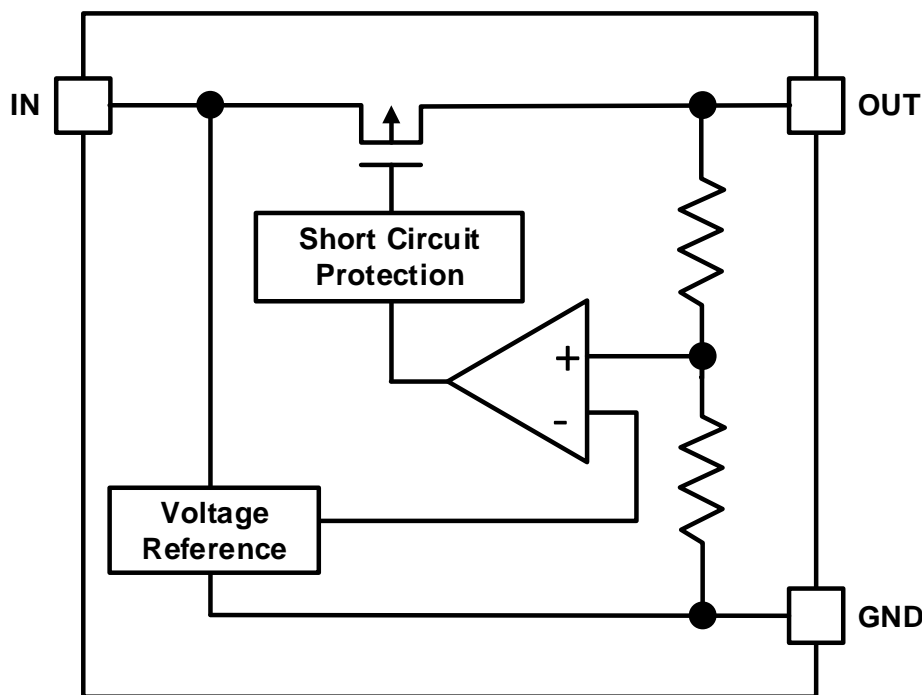 IN
OUT
Short Circuit
Protection
+
-
Voltage
Reference
GND